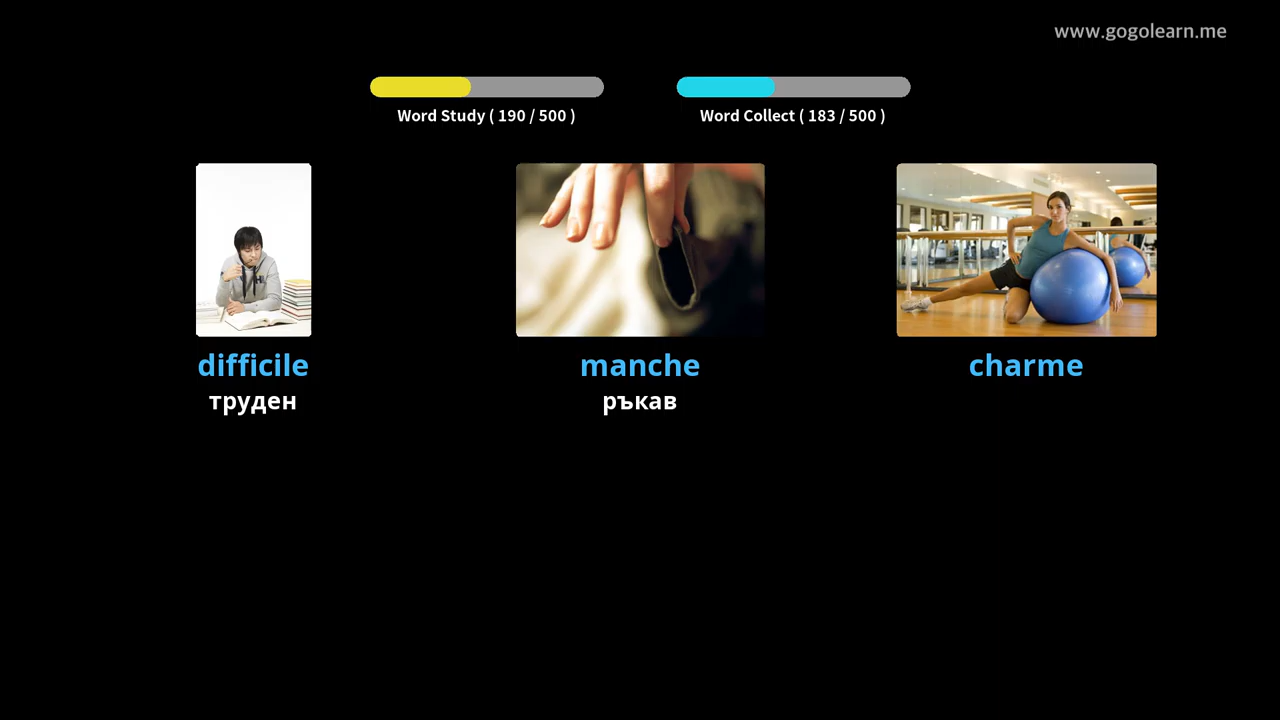 www.gogolearn.me
Word Study ( 190 / 500 )
Word Collect ( 183 / 500 )
difficile
труден
manche
ръкав
charme